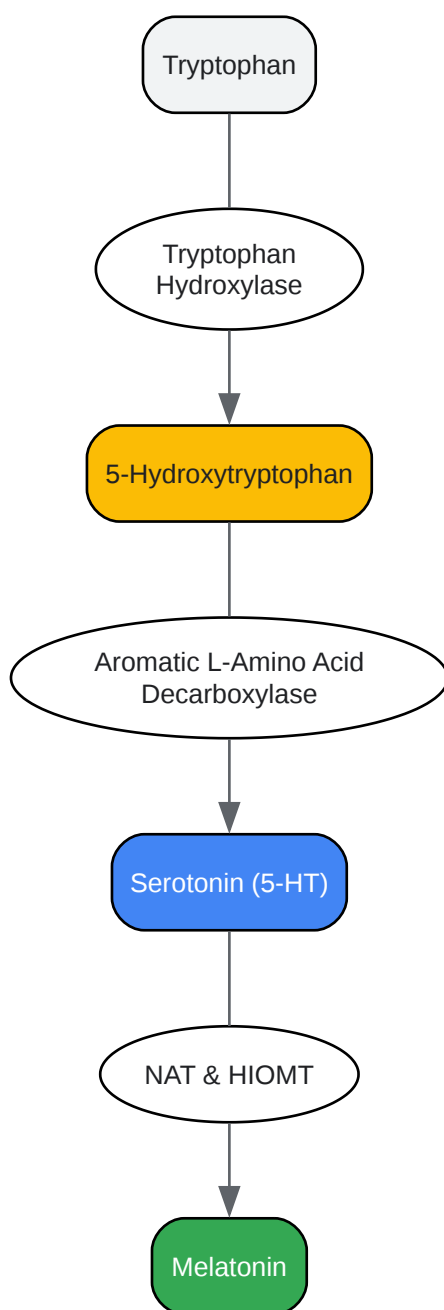 Tryptophan
Tryptophan
Hydroxylase
5-Hydroxytryptophan
Aromatic L-Amino Acid
Decarboxylase
Serotonin (5-HT)
NAT & HIOMT
Melatonin